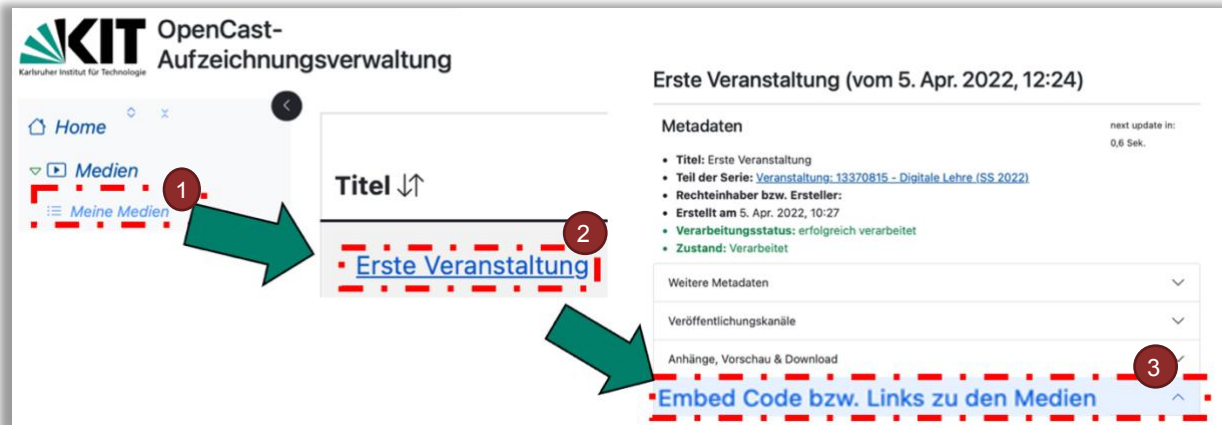 KIT
Karlsruher Institut für Technologie
OpenCast-
Aufzeichnungsverwaltung
Home
Medien
1
Meine Medien
Titel
2
Erste Veranstaltung
Erste Veranstaltung (vom 5. Apr. 2022, 12:24)
Metadaten
next update in:
0,6 Sek.
• Titel: Erste Veranstaltung
• Teil der Serie: Veranstaltung: 13370815 - Digitale Lehre (SS 2022)
• Rechteinhaber bzw. Ersteller:
• Erstellt am 5. Apr. 2022, 10:27
• Verarbeitungsstatus: erfolgreich verarbeitet
• Zustand: Verarbeitet
Weitere Metadaten
Veröffentlichungskanäle
Anhänge, Vorschau & Download
3
Embed Code bzw. Links zu den Medien